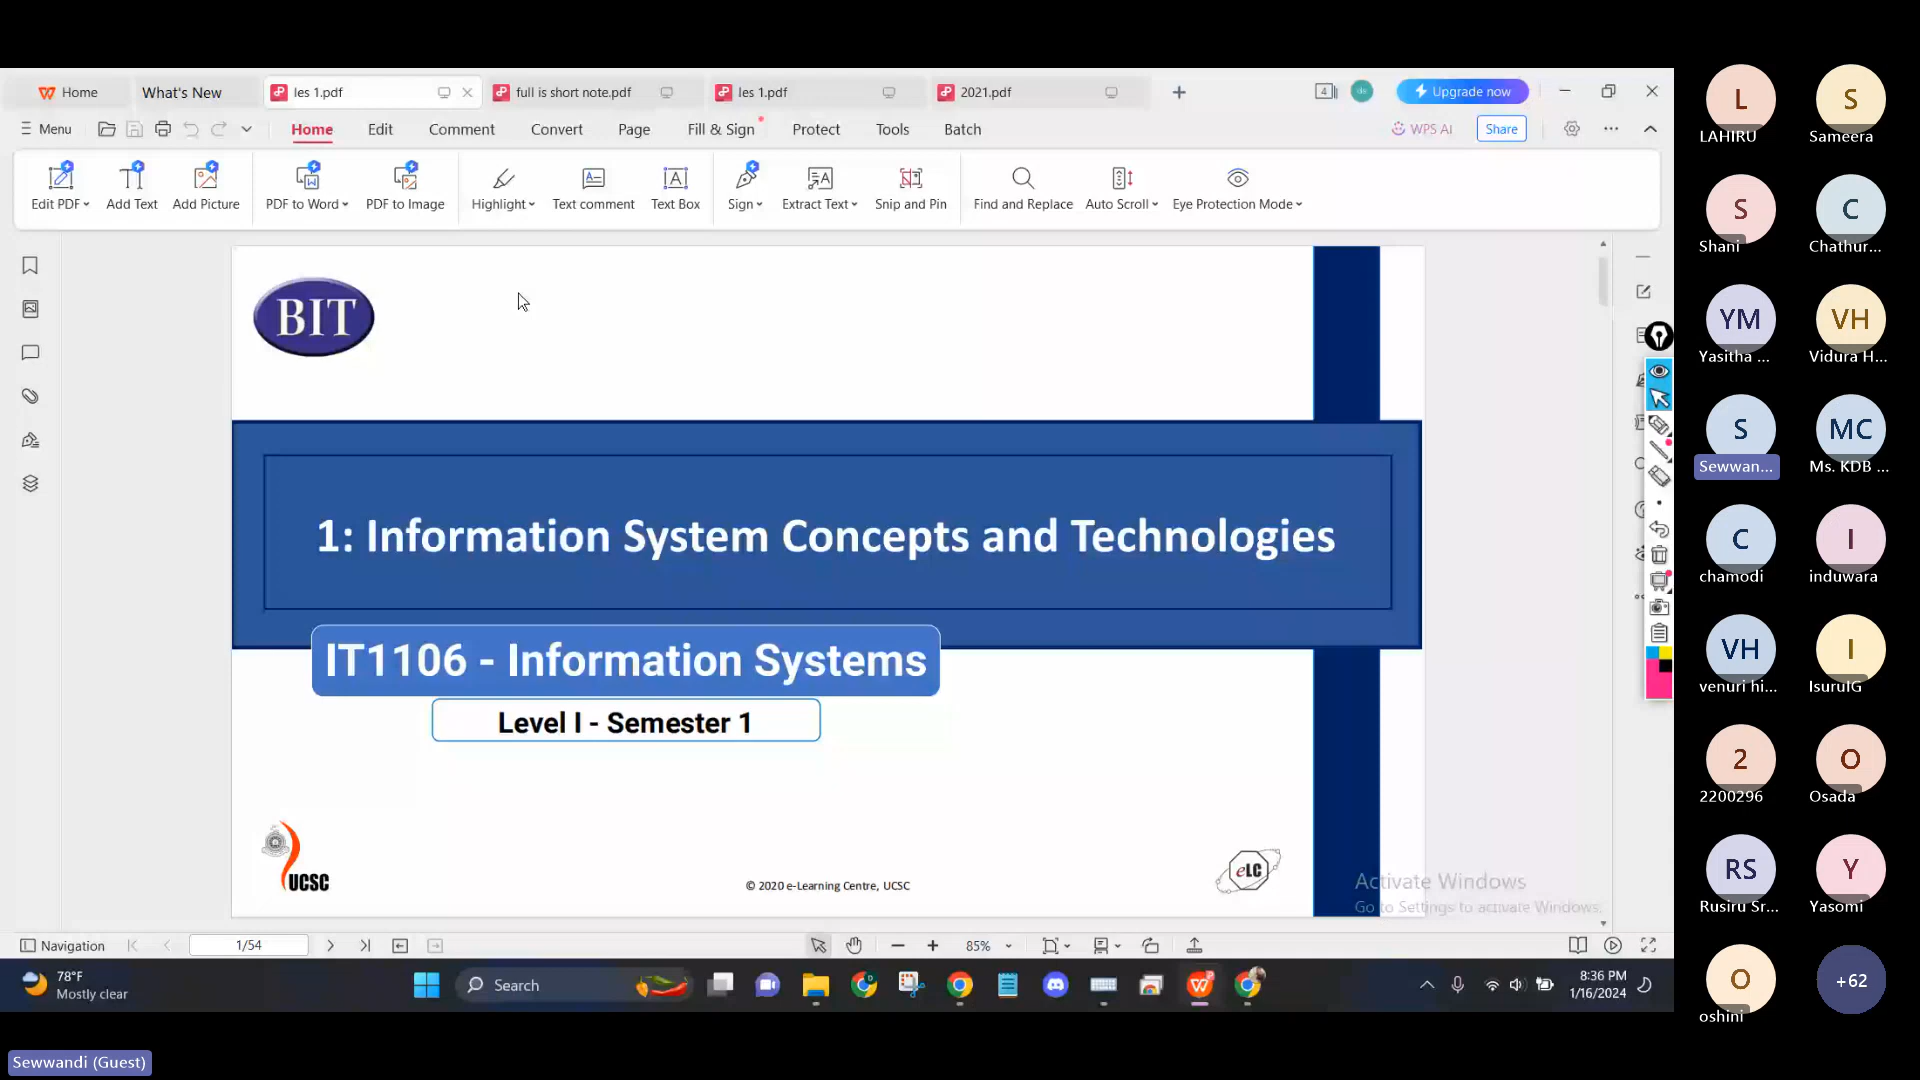 Home
What's New
les 1.pdf
full is short note.pdf
les 1.pdf
2021.pdf
4
ds
Upgrade now
Menu
Home
Edit
Comment
Convert
Page
Fill & Sign
Protect
Tools
Batch
WPS AI
Share
Edit PDF
Add Text
Add Picture
PDF to Word
PDF to Image
Highlight
Text comment
Text Box
Sign
Extract Text
Snip and Pin
Find and Replace
Auto Scroll
Eye Protection Mode
BIT
1: Information System Concepts and Technologies
IT1106 - Information Systems
Level I - Semester 1
UCSC
© 2020 e-Learning Centre, UCSC
eLC
Activate Windows
Go to Settings to activate Windows.
Navigation
1/54
85%
78°F
Mostly clear
Search
8:36 PM
1/16/2024
L
LAHIRU
S
Sameera
S
Shani
C
Chathur...
YM
Yasitha ...
VH
Vidura H...
S
Sewwan...
MC
Ms. KDB ...
C
chamodi
I
induwara
VH
venuri hi...
I
IsuruIG
2
2200296
O
Osada
RS
Rusiru Sr...
Y
Yasomi
O
oshini
+62
Sewwandi (Guest)